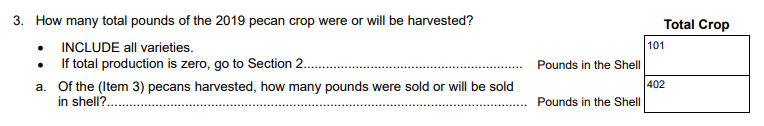 3. How many total pounds of the 2019 pecan crop were or will be harvested?
Total Crop
• INCLUDE all varieties.
101
• If total production is zero, go to Section 2.............................................................. Pounds in the Shell
a. Of the (Item 3) pecans harvested, how many pounds were sold or will be sold
402
in shell?.................................................................................................................... Pounds in the Shell